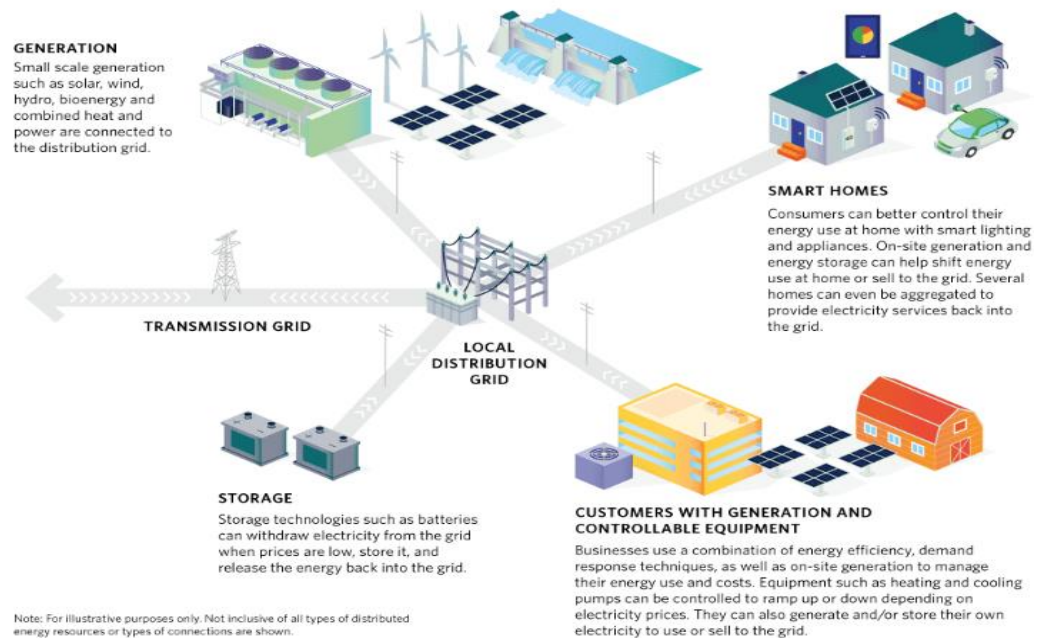 GENERATION
Small scale generation
such as solar, wind,
hydro, bioenergy and
combined heat and
power are connected to
the distribution grid.
SMART HOMES
Consumers can better control their
energy use at home with smart lighting
and appliances. On-site generation and
energy storage can help shift energy
use at home or sell to the grid. Several
homes can even be aggregated to
provide electricity services back into
the grid.
TRANSMISSION GRID
LOCAL
DISTRIBUTION
GRID
STORAGE
Storage technologies such as batteries
can withdraw electricity from the grid
when prices are low, store it, and
release the energy back into the grid.
CUSTOMERS WITH GENERATION AND
CONTROLLABLE EQUIPMENT
Businesses use a combination of energy efficiency, demand
response techniques, as well as on-site generation to manage
their energy use and costs. Equipment such as heating and cooling
pumps can be controlled to ramp up or down depending on
electricity prices. They can also generate and/or store their own
electricity to use or sell to the grid.
Note: For illustrative purposes only. Not inclusive of all types of distributed
energy resources or types of connections are shown.